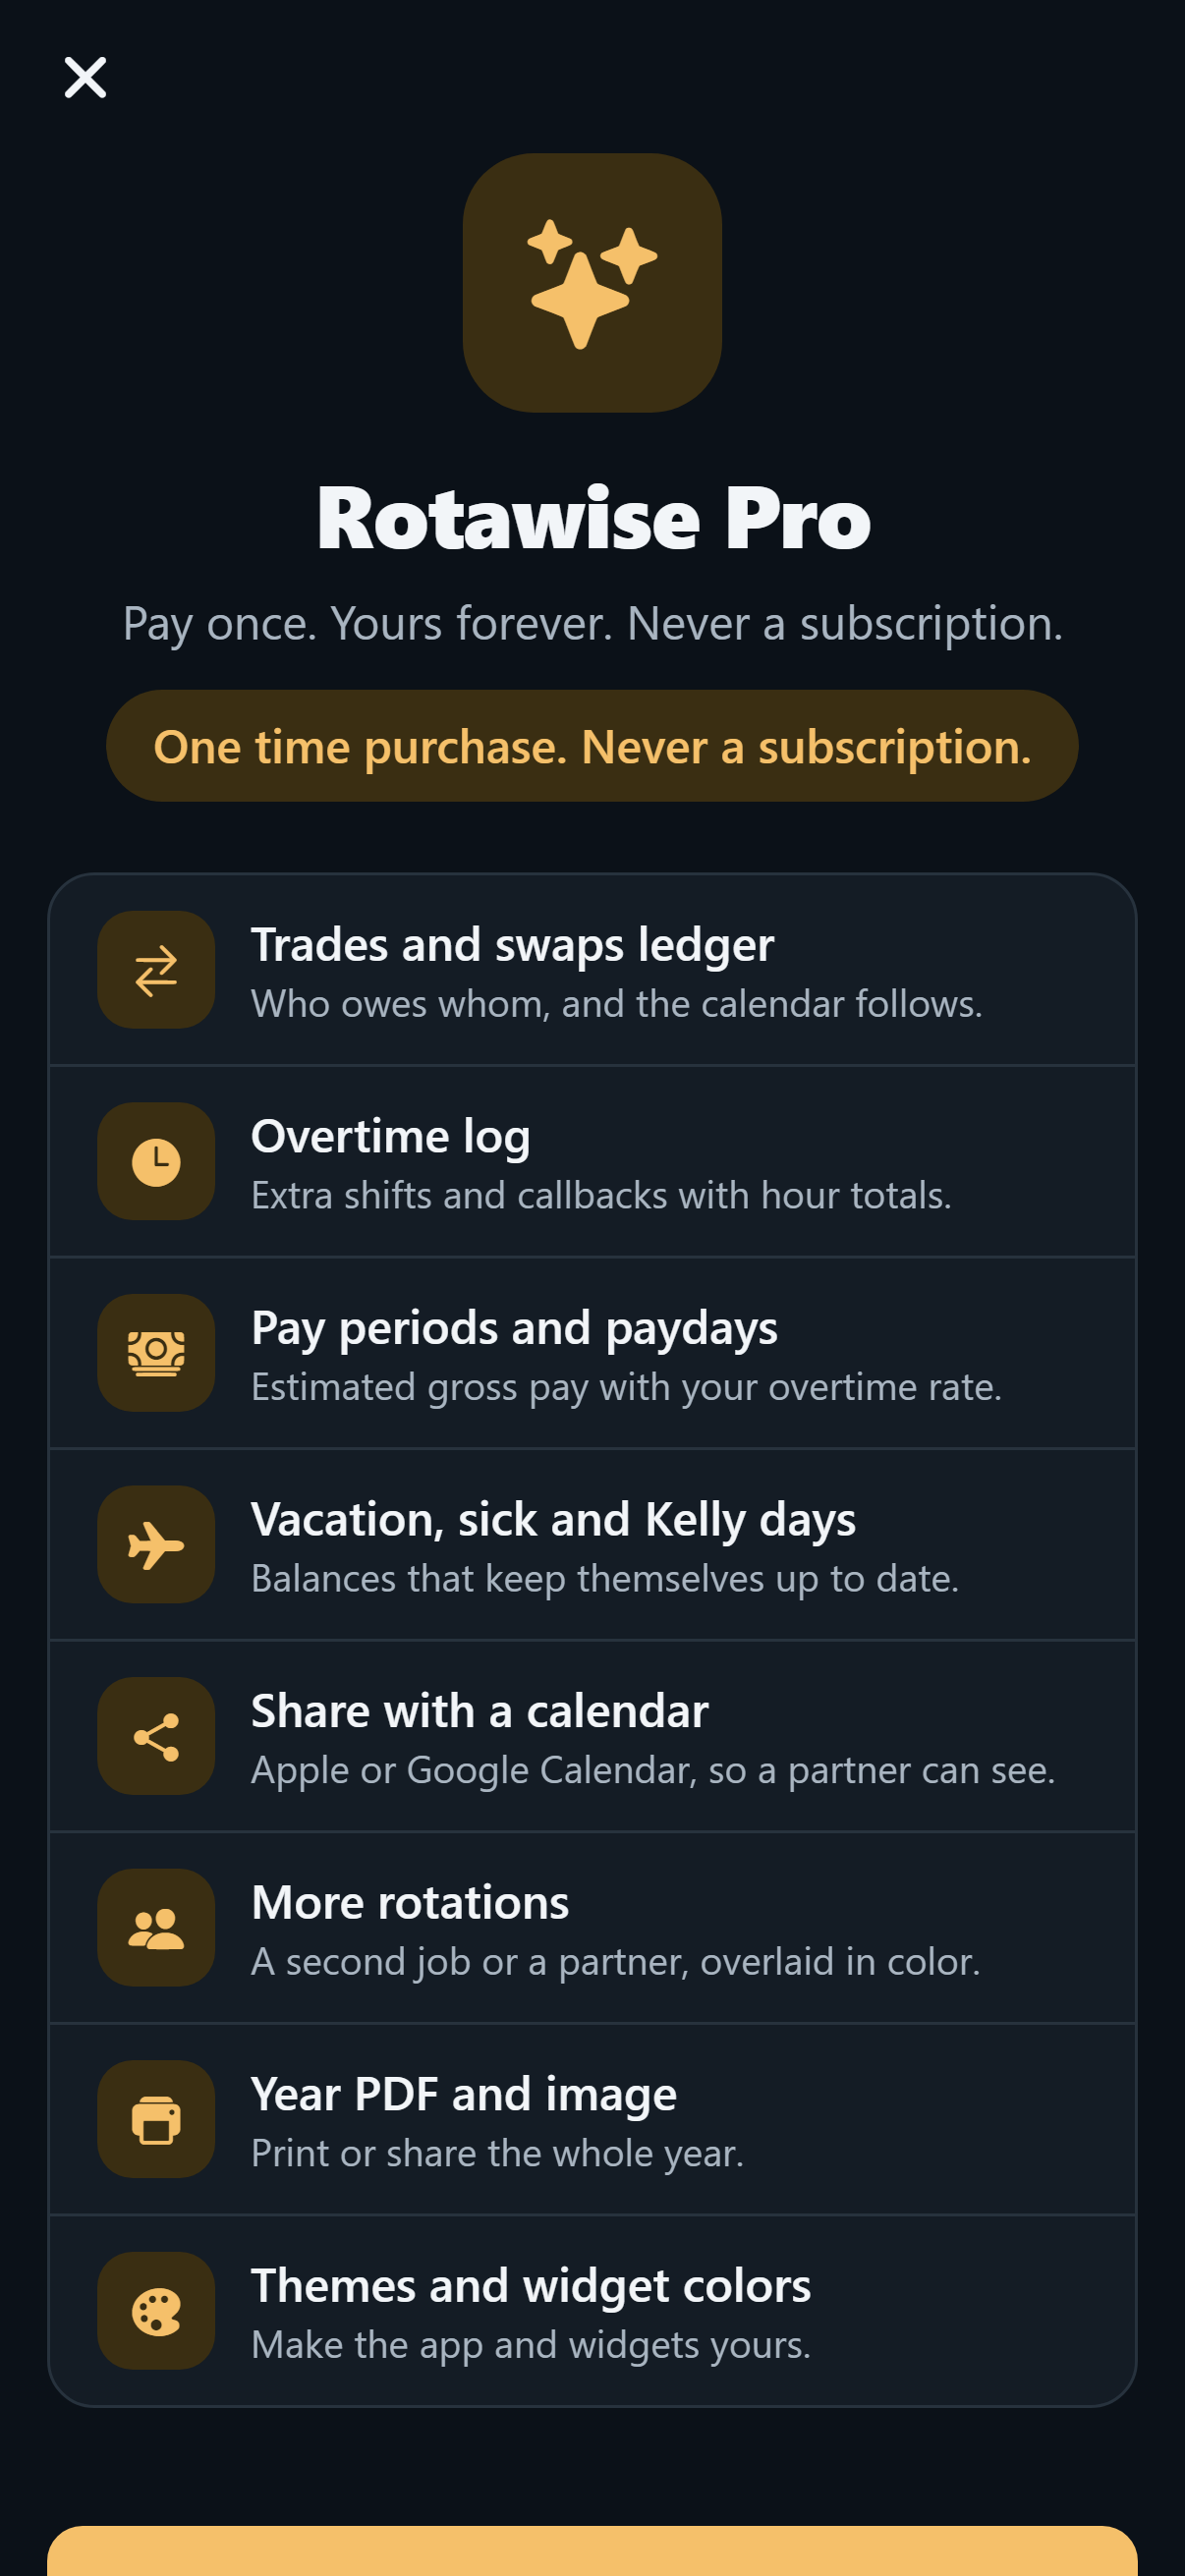 Rotawise Pro
Pay once. Yours forever. Never a subscription.
One time purchase. Never a subscription.
Trades and swaps ledger
Who owes whom, and the calendar follows.
Overtime log
Extra shifts and callbacks with hour totals.
Pay periods and paydays
Estimated gross pay with your overtime rate.
Vacation, sick and Kelly days
Balances that keep themselves up to date.
Share with a calendar
Apple or Google Calendar, so a partner can see.
More rotations
A second job or a partner, overlaid in color.
Year PDF and image
Print or share the whole year.
Themes and widget colors
Make the app and widgets yours.